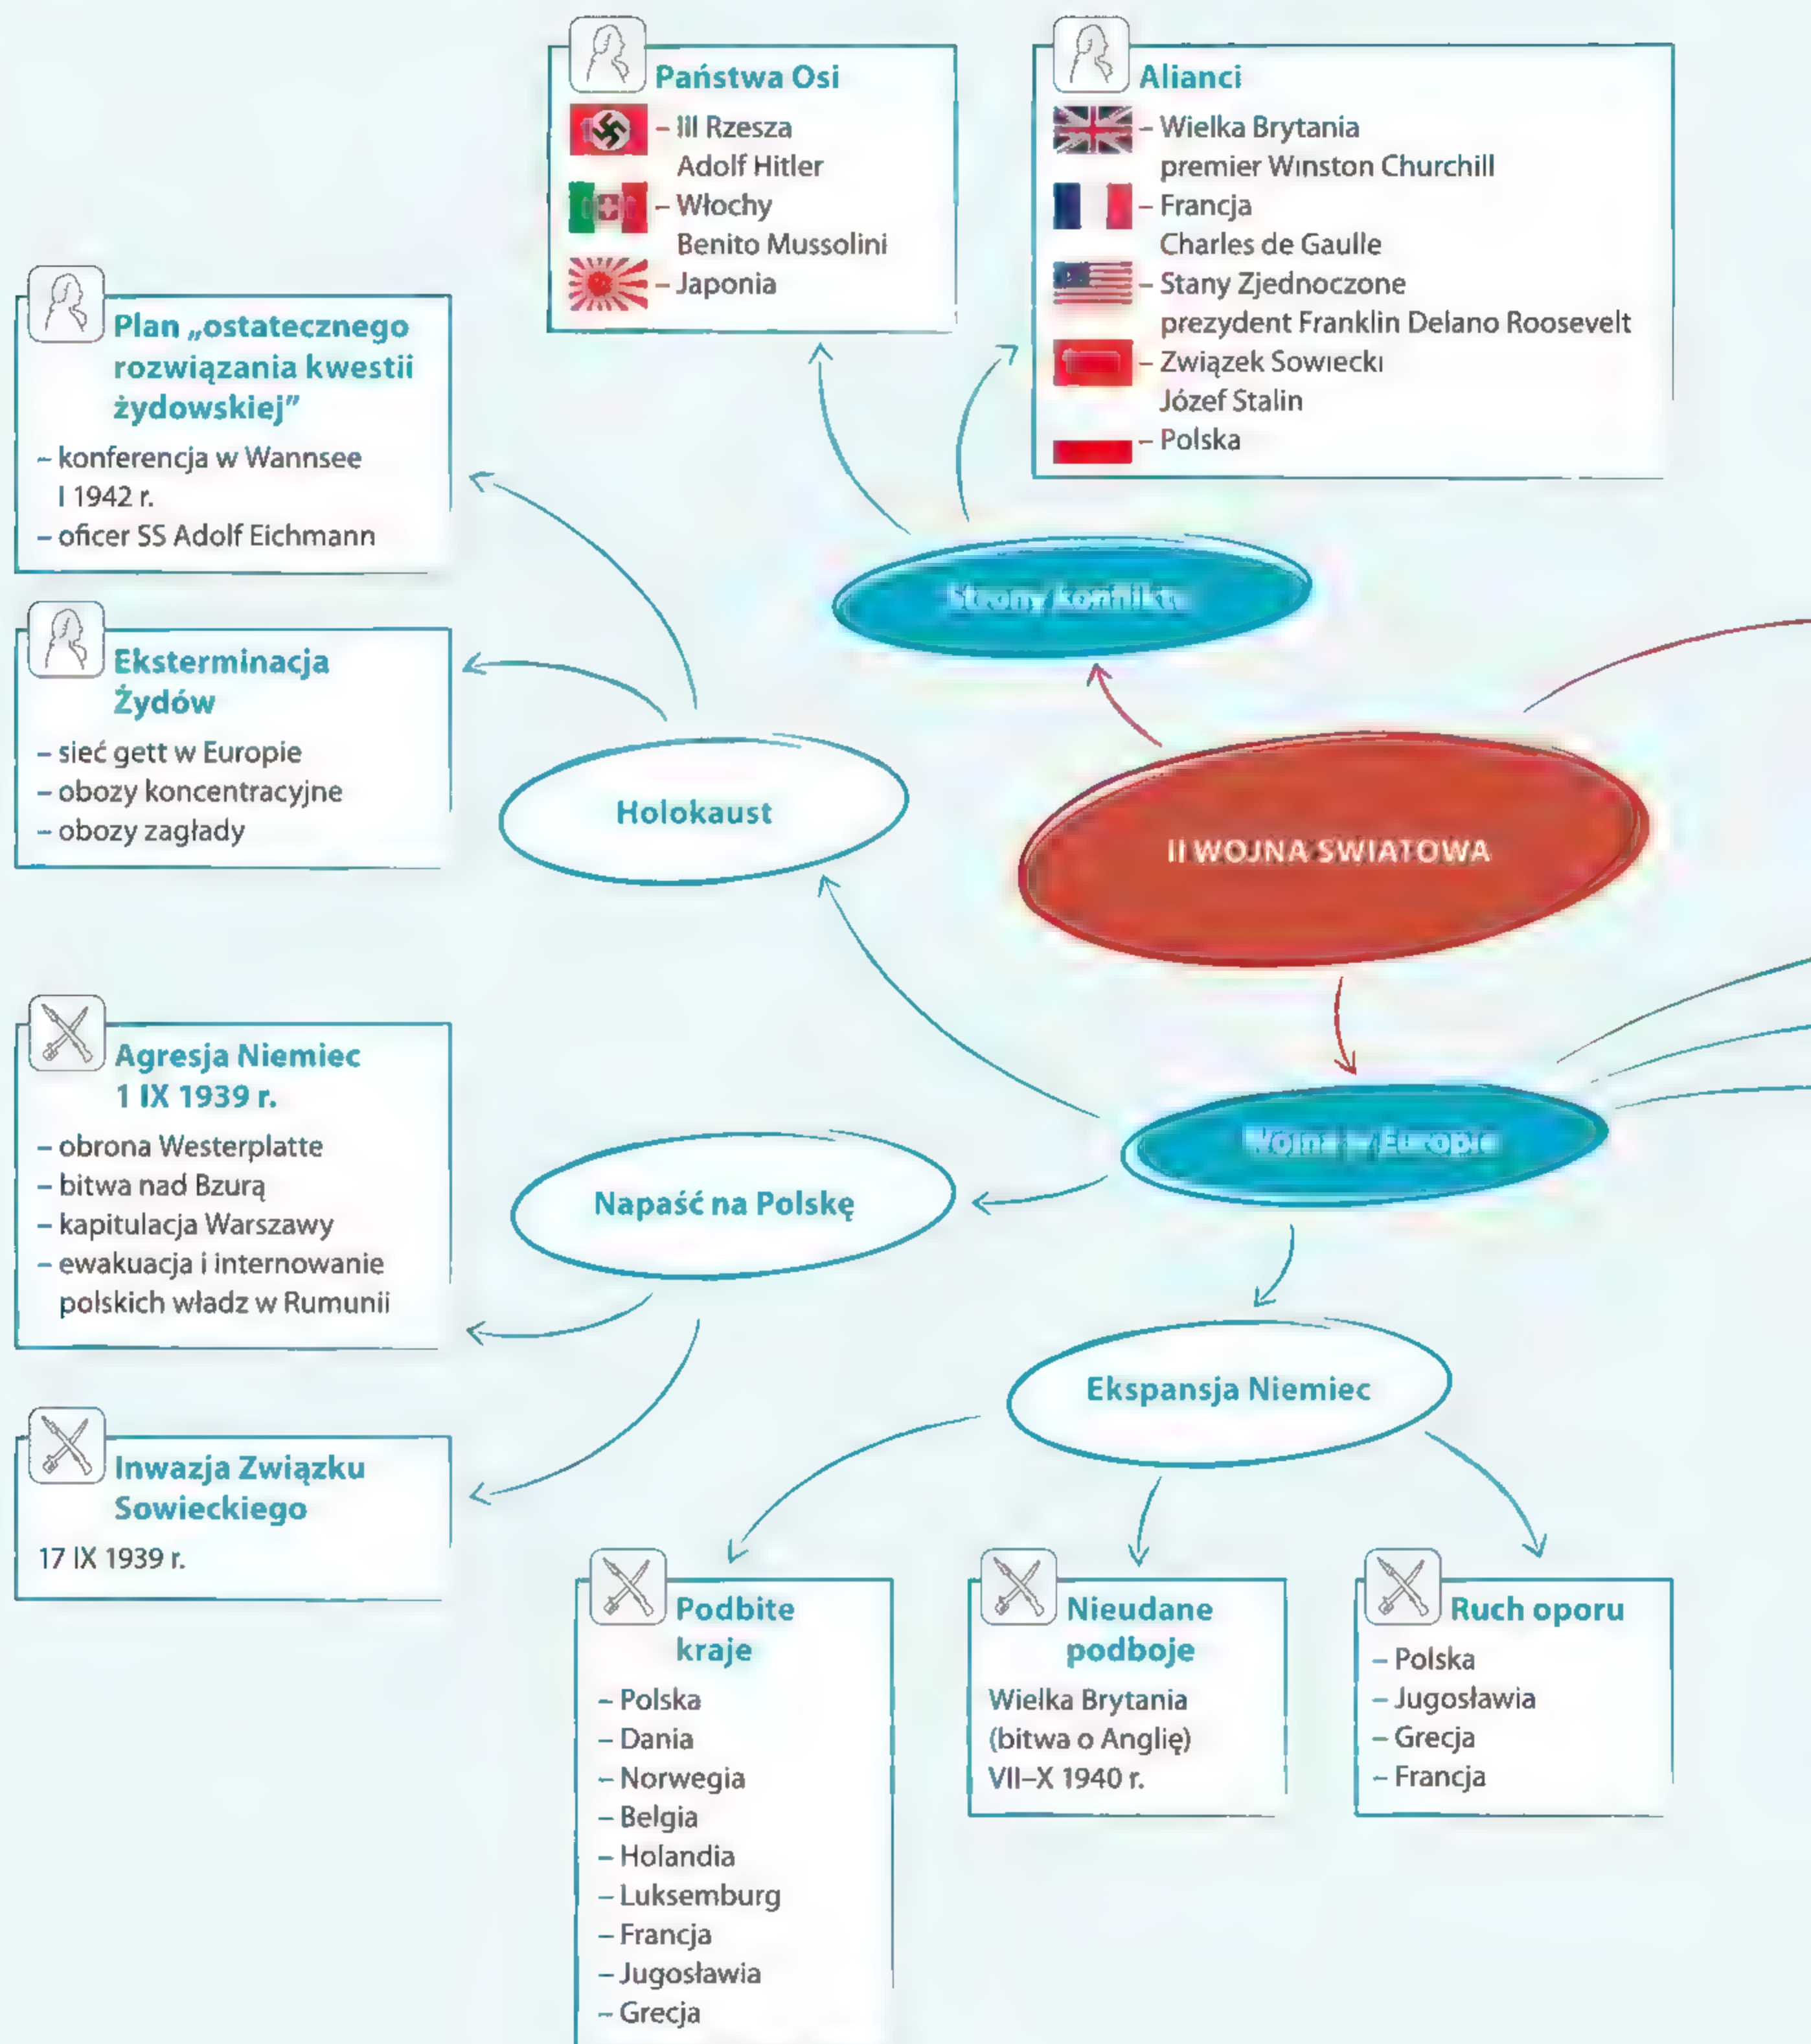 Państwa Osi
– III Rzesza
Adolf Hitler
– Włochy
Benito Mussolini
– Japonia
Alianci
– Wielka Brytania
premier Winston Churchill
– Francja
Charles de Gaulle
– Stany Zjednoczone
prezydent Franklin Delano Roosevelt
– Związek Sowiecki
Józef Stalin
– Polska
Plan „ostatecznego
rozwiązania kwestii
żydowskiej”
– konferencja w Wannsee
I 1942 r.
– oficer SS Adolf Eichmann
Strony konfliktu
Eksterminacja
Żydów
– sieć gett w Europie
– obozy koncentracyjne
– obozy zagłady
Holokaust
II WOJNA ŚWIATOWA
Agresja Niemiec
1 IX 1939 r.
– obrona Westerplatte
– bitwa nad Bzurą
– kapitulacja Warszawy
– ewakuacja i internowanie
polskich władz w Rumunii
Wojna w Europie
Napaść na Polskę
Ekspansja Niemiec
Inwazja Związku
Sowieckiego
17 IX 1939 r.
Podbite
kraje
– Polska
– Dania
– Norwegia
– Belgia
– Holandia
– Luksemburg
– Francja
– Jugosławia
– Grecja
Nieudane
podboje
Wielka Brytania
(bitwa o Anglię)
VII–X 1940 r.
Ruch oporu
– Polska
– Jugosławia
– Grecja
– Francja